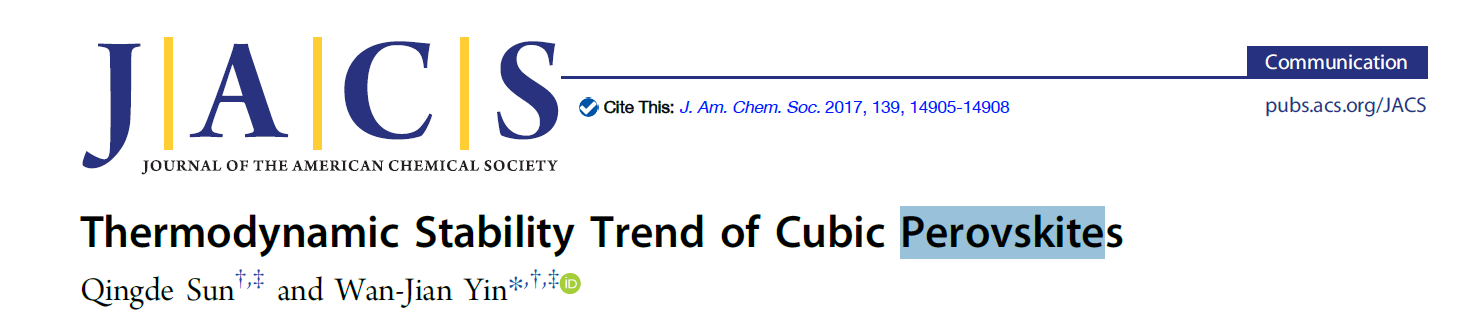 J|A|C|S
JOURNAL OF THE AMERICAN CHEMICAL SOCIETY
Communication
Cite This: J. Am. Chem. Soc. 2017, 139, 14905-14908
pubs.acs.org/JACS
Thermodynamic Stability Trend of Cubic Perovskites
Qingde Sun†,‡ and Wan-Jian Yin*,†,‡ iD